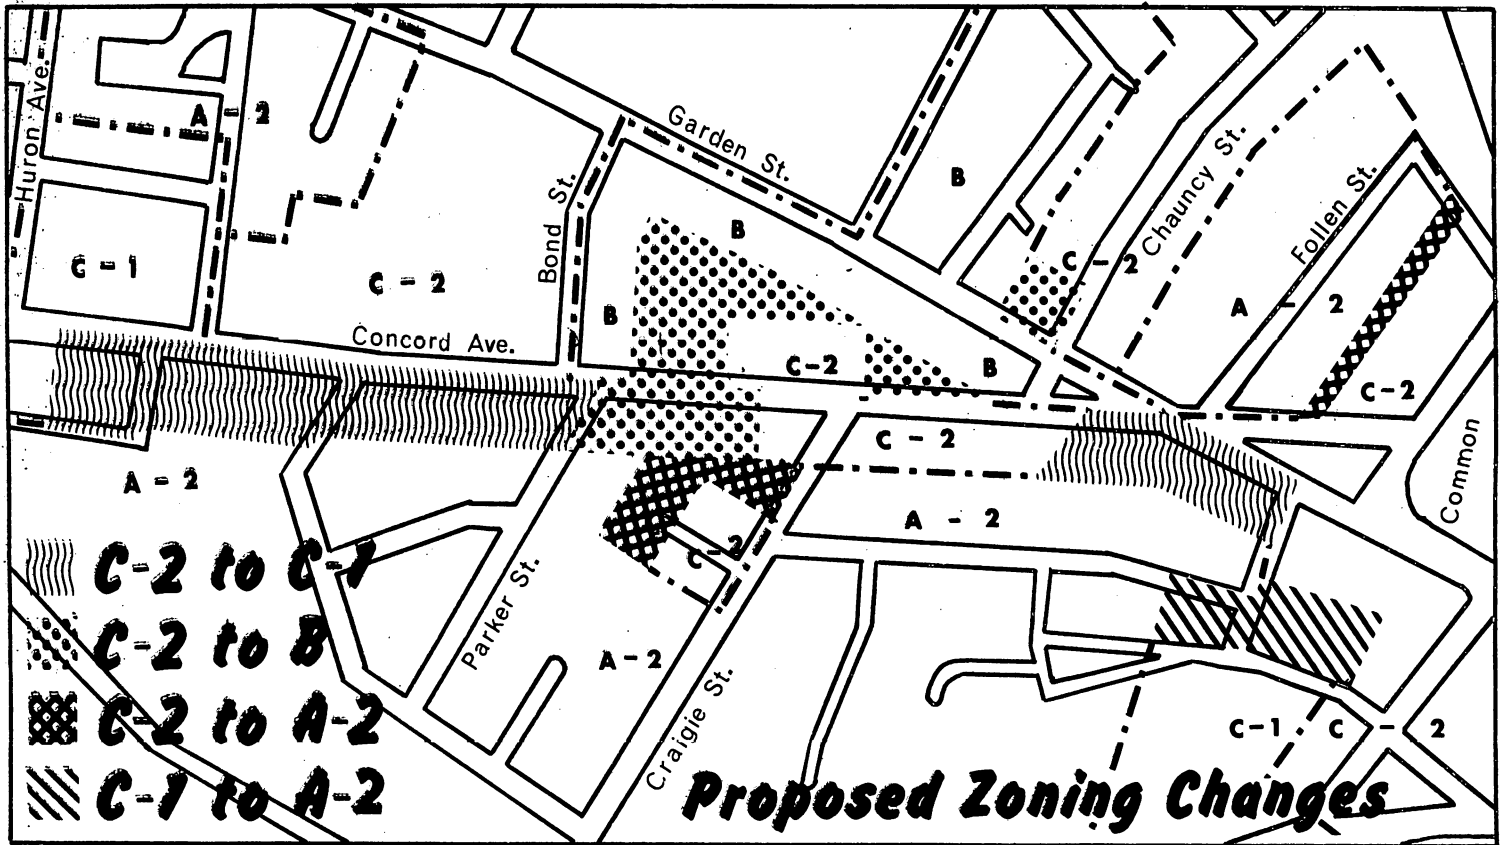 Huron Ave.
A-2
Garden St.
B
Chauncy St.
Follen St.
Bond St.
B
C-2
C-1
C-2
A-2
B
Concord Ave.
C-2
B
C-2
C-2
Common
A-2
A-2
C-2
C-2 to C-1
C-2 to B
C-2 to A-2
C-1 to A-2
Parker St.
A-2
Craigie St.
C-1
C-2
Proposed Zoning Changes